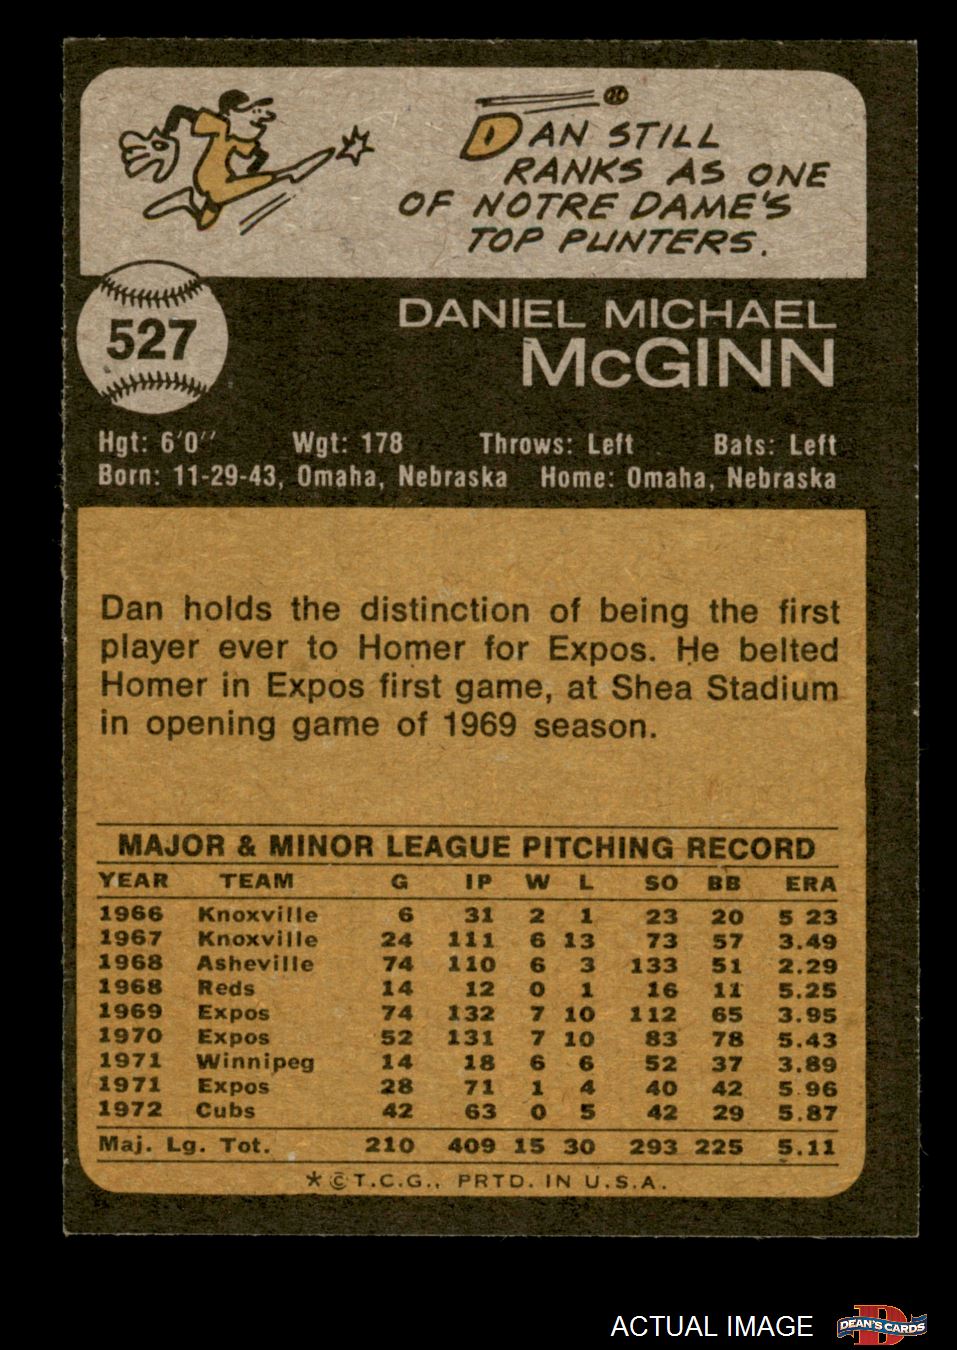 DAN STILL
RANKS AS ONE
OF NOTRE DAME'S
TOP PUNTERS.
527
DANIEL MICHAEL
McGINN
Hgt: 6'0'' Wgt: 178 Throws: Left Bats: Left
Born: 11-29-43, Omaha, Nebraska Home: Omaha, Nebraska
Dan holds the distinction of being the first
player ever to Homer for Expos. He belted
Homer in Expos first game, at Shea Stadium
in opening game of 1969 season.
MAJOR & MINOR LEAGUE PITCHING RECORD
YEAR TEAM G IP W L SO BB ERA
1966 Knoxville 6 31 2 1 23 20 5 23
1967 Knoxville 24 111 6 13 73 57 3.49
1968 Asheville 74 110 6 3 133 51 2.29
1968 Reds 14 12 0 1 16 11 5.25
1969 Expos 74 132 7 10 112 65 3.95
1970 Expos 52 131 7 10 83 78 5.43
1971 Winnipeg 14 18 6 6 52 37 3.89
1971 Expos 28 71 1 4 40 42 5.96
1972 Cubs 42 63 0 5 42 29 5.87
Maj. Lg. Tot. 210 409 15 30 293 225 5.11
*©T.C.G., PRTD. IN U.S.A.
ACTUAL IMAGE
D
DEAN'S CARDS